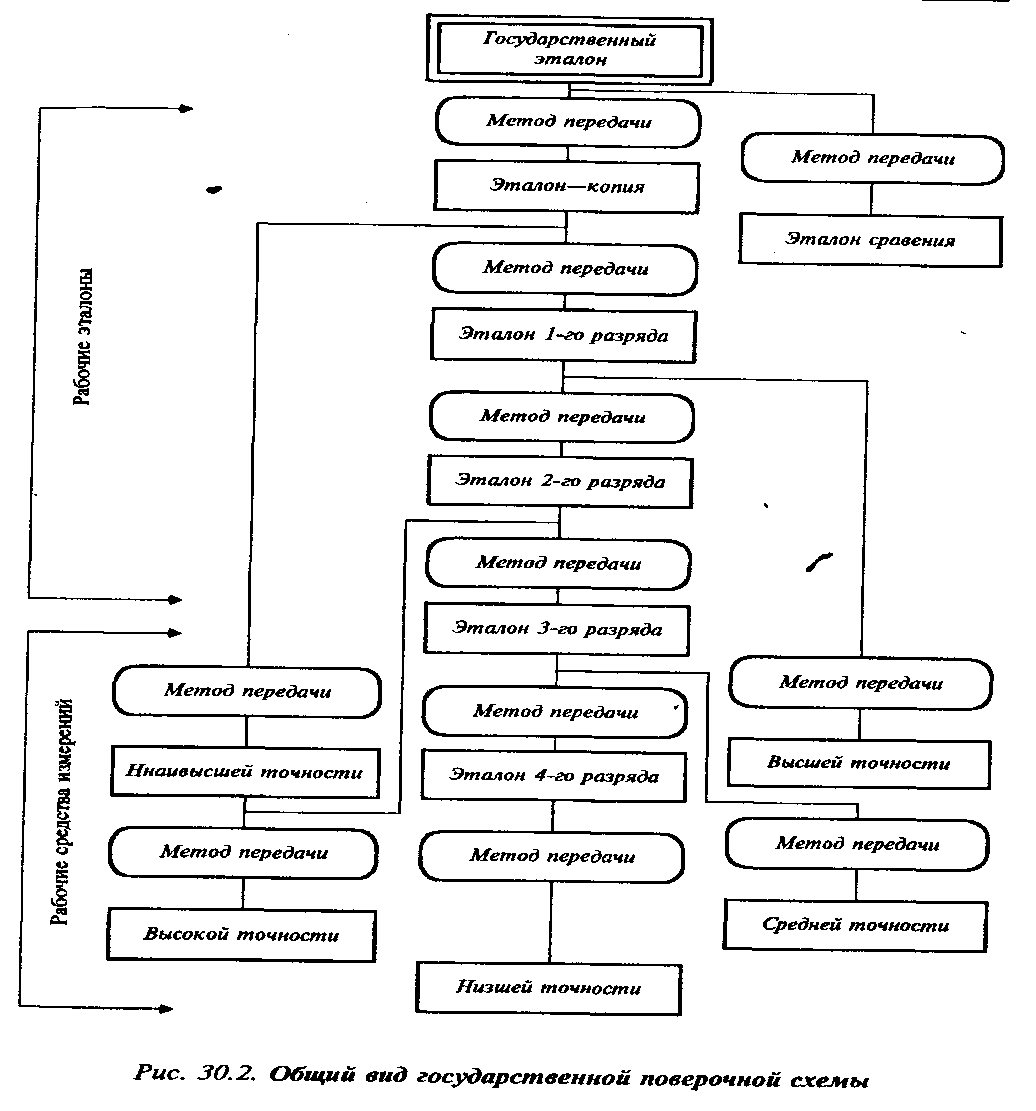 Государственный
эталон
Метод передачи
Метод передачи
Эталон—копия
Эталон сравения
Метод передачи
Эталон 1-го разряда
Рабочие эталоны
Метод передачи
Эталон 2-го разряда
Метод передачи
Эталон 3-го разряда
Метод передачи
Метод передачи
Метод передачи
Ннаивысшей точности
Эталон 4-го разряда
Высшей точности
Рабочие средства измерений
Метод передачи
Метод передачи
Метод передачи
Высокой точности
Средней точности
Низшей точности
Рис. 30.2. Общий вид государственной поверочной схемы